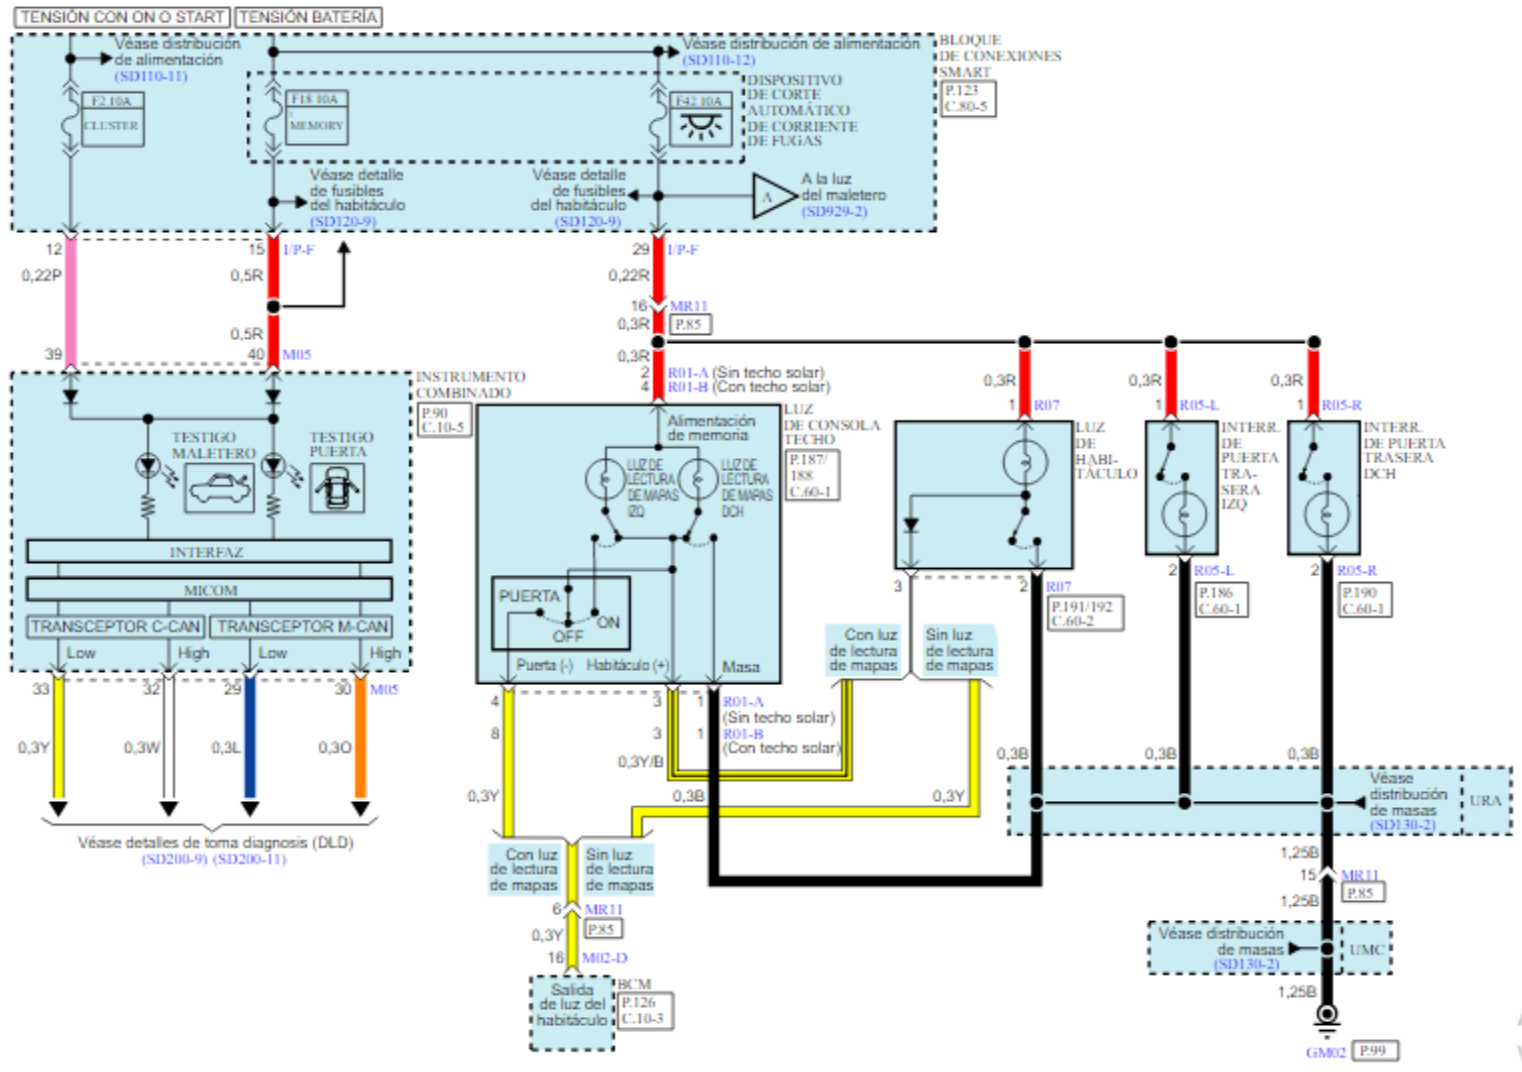 TENSIÓN CON ON O START
TENSIÓN BATERÍA
Véase distribución
de alimentación
(SD110-11)
Véase distribución de alimentación
(SD110-12)
BLOQUE
DE CONEXIONES
SMART
P.123
C.80-5
F2 10A
CLUSTER
F18 10A
MEMORY
F42 10A
DISPOSITIVO
DE CORTE
AUTOMÁTICO
DE CORRIENTE
DE FUGAS
Véase detalle
de fusibles
del habitáculo
(SD120-9)
Véase detalle
de fusibles
del habitáculo
(SD120-9)
A
A la luz
del maletero
(SD929-2)
12
15
I/P-F
29
I/P-F
0,22P
0,5R
0,22R
16
MR11
P.85
0,3R
0,5R
39
40
M05
0,3R
2
R01-A (Sin techo solar)
4
R01-B (Con techo solar)
0,3R
0,3R
0,3R
1
R07
1
R05-L
1
R05-R
INSTRUMENTO
COMBINADO
P.90
C.10-5
TESTIGO
MALETERO
TESTIGO
PUERTA
INTERFAZ
MICOM
TRANSCEPTOR C-CAN
TRANSCEPTOR M-CAN
Low
High
Low
High
33
32
29
30
M05
0,3Y
0,3W
0,3L
0,3O
Véase detalles de toma diagnosis (DLD)
(SD200-9) (SD200-11)
Alimentación
de memoria
LUZ
DE CONSOLA
TECHO
P.187/
188
C.60-1
LUZ DE
LECTURA
DE MAPAS
IZQ
LUZ DE
LECTURA
DE MAPAS
DCH
PUERTA
OFF
ON
Puerta (-)
Habitáculo (+)
Masa
4
3
1
R01-A
(Sin techo solar)
8
3
1
R01-B
(Con techo solar)
0,3Y/B
0,3Y
0,3B
0,3Y
LUZ
DE
HABI-
TÁCULO
INTERR.
DE
PUERTA
TRA-
SERA
IZQ
INTERR.
DE PUERTA
TRASERA
DCH
3
2
R07
P.191/192
C.60-2
2
R05-L
P.186
C.60-1
2
R05-R
P.190
C.60-1
Con luz
de lectura
de mapas
Sin luz
de lectura
de mapas
0,3B
0,3B
0,3B
Véase
distribución
de masas
(SD130-2)
URA
Con luz
de lectura
de mapas
Sin luz
de lectura
de mapas
6
MR11
P.85
0,3Y
16
M02-D
Salida
de luz del
habitáculo
BCM
P.126
C.10-3
1,25B
15
MR11
P.85
1,25B
Véase distribución
de masas
(SD130-2)
UMC
1,25B
GM02
P.99